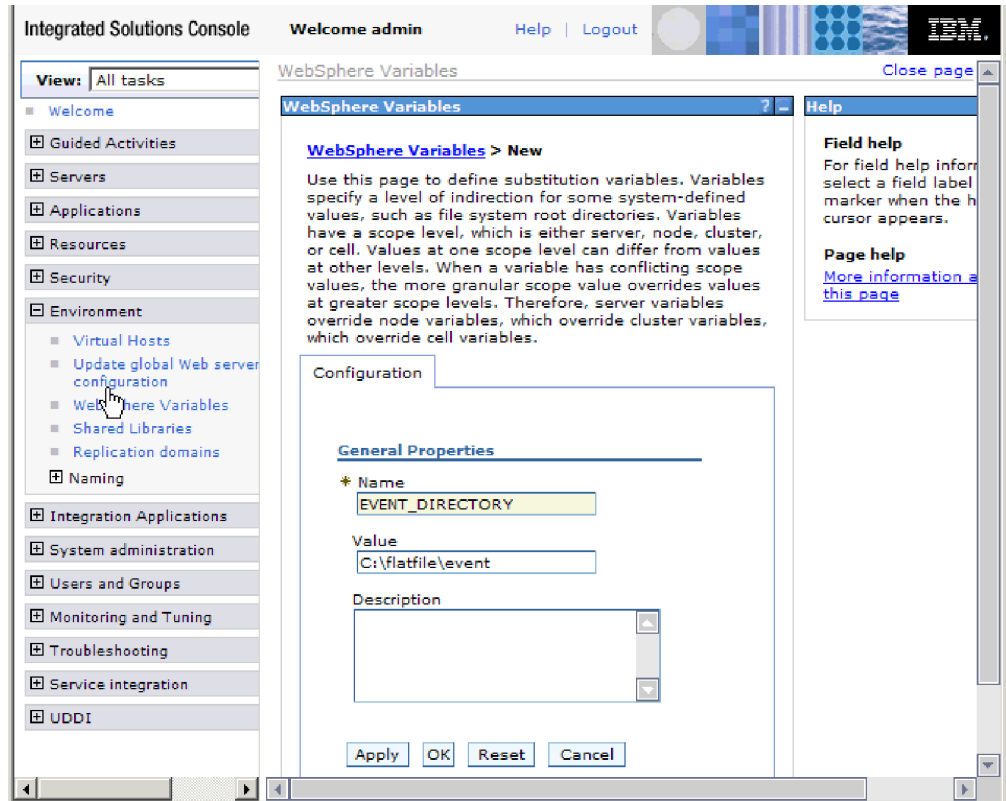 Integrated Solutions Console
Welcome admin
Help | Logout
IBM.
View: All tasks
Welcome
Guided Activities
Servers
Applications
Resources
Security
Environment
Virtual Hosts
Update global Web server
configuration
WebSphere Variables
Shared Libraries
Replication domains
Naming
Integration Applications
System administration
Users and Groups
Monitoring and Tuning
Troubleshooting
Service integration
UDDI
WebSphere Variables
Close page
WebSphere Variables
?
WebSphere Variables > New
Use this page to define substitution variables. Variables
specify a level of indirection for some system-defined
values, such as file system root directories. Variables
have a scope level, which is either server, node, cluster,
or cell. Values at one scope level can differ from values
at other levels. When a variable has conflicting scope
values, the more granular scope value overrides values
at greater scope levels. Therefore, server variables
override node variables, which override cluster variables,
which override cell variables.
Configuration
General Properties
* Name
EVENT_DIRECTORY
Value
C:\flatfile\event
Description
Apply
OK
Reset
Cancel
Help
Field help
For field help infor
select a field label
marker when the h
cursor appears.
Page help
More information a
this page